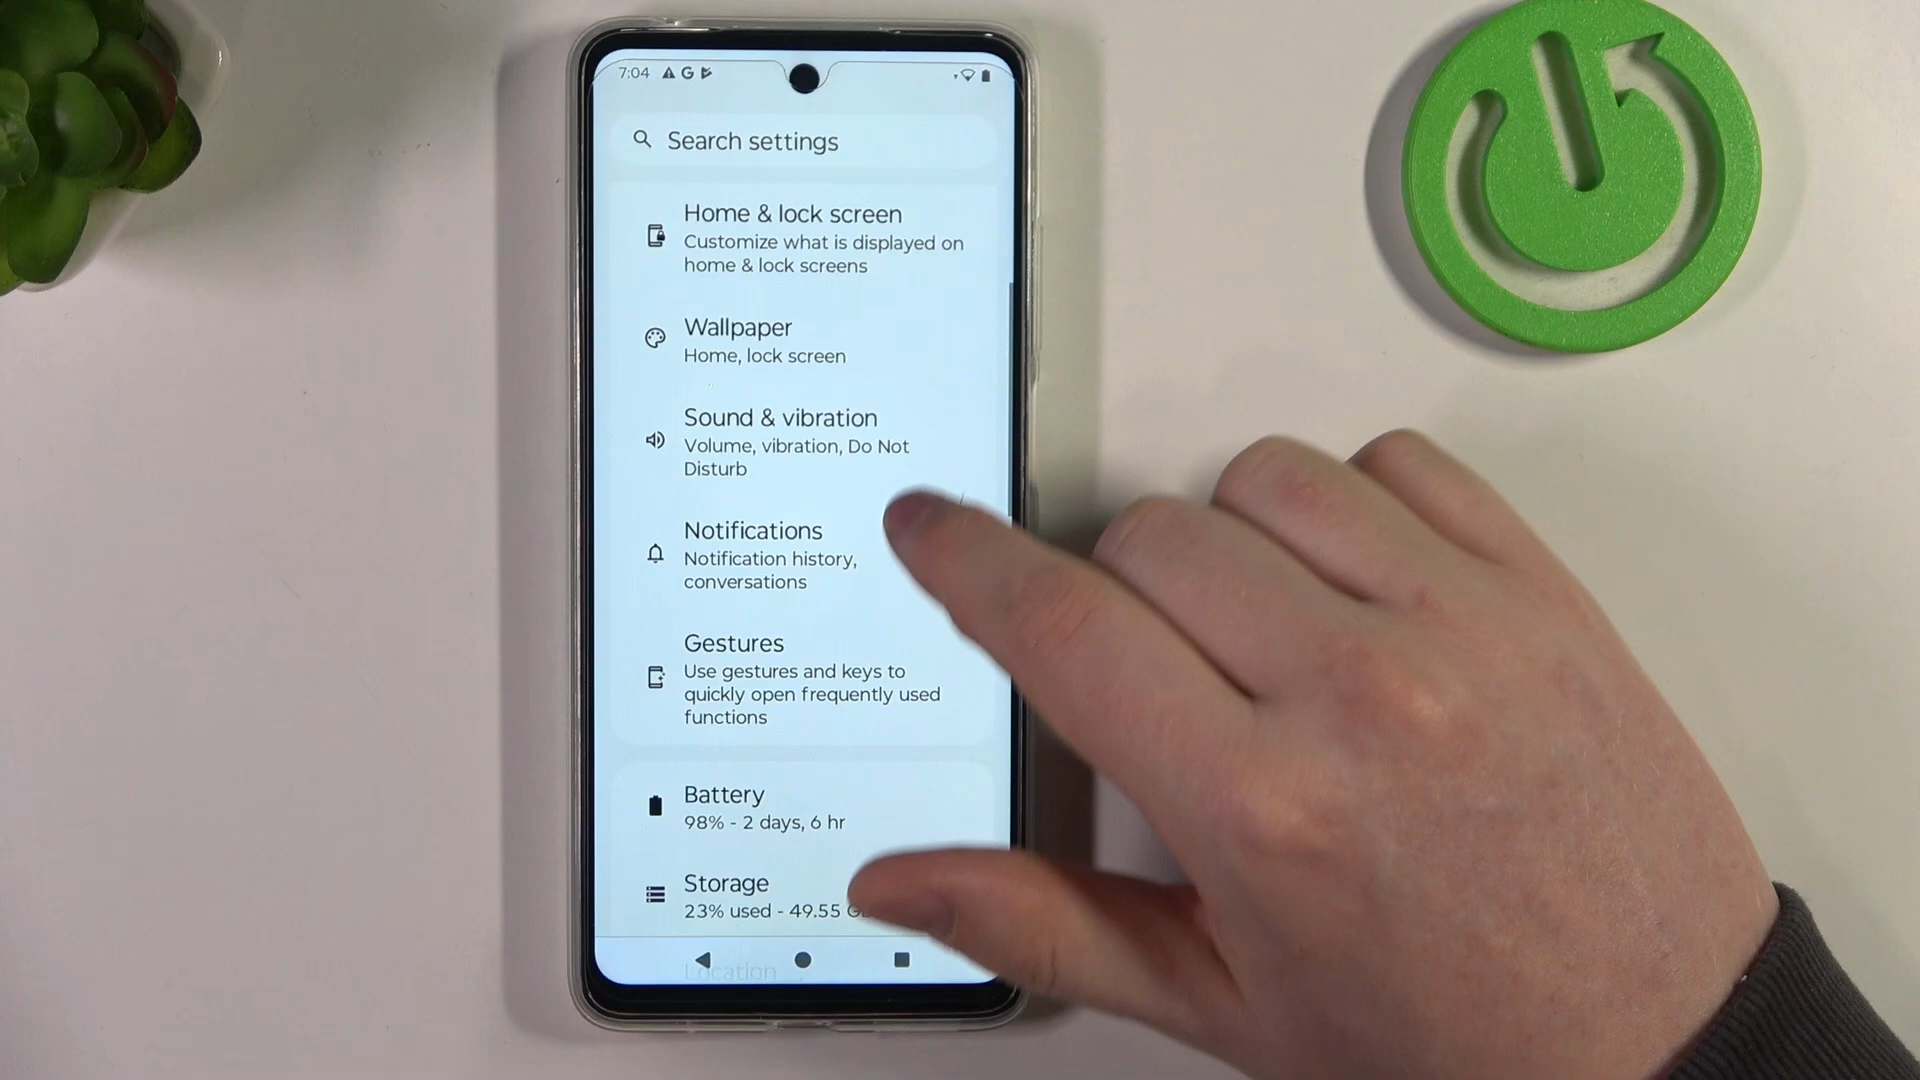 7:04
Search settings
Home & lock screen
Customize what is displayed on
home & lock screens
Wallpaper
Home, lock screen
Sound & vibration
Volume, vibration, Do Not
Disturb
Notifications
Notification history,
conversations
Gestures
Use gestures and keys to
quickly open frequently used
functions
Battery
98% - 2 days, 6 hr
Storage
23% used - 49.55
Location